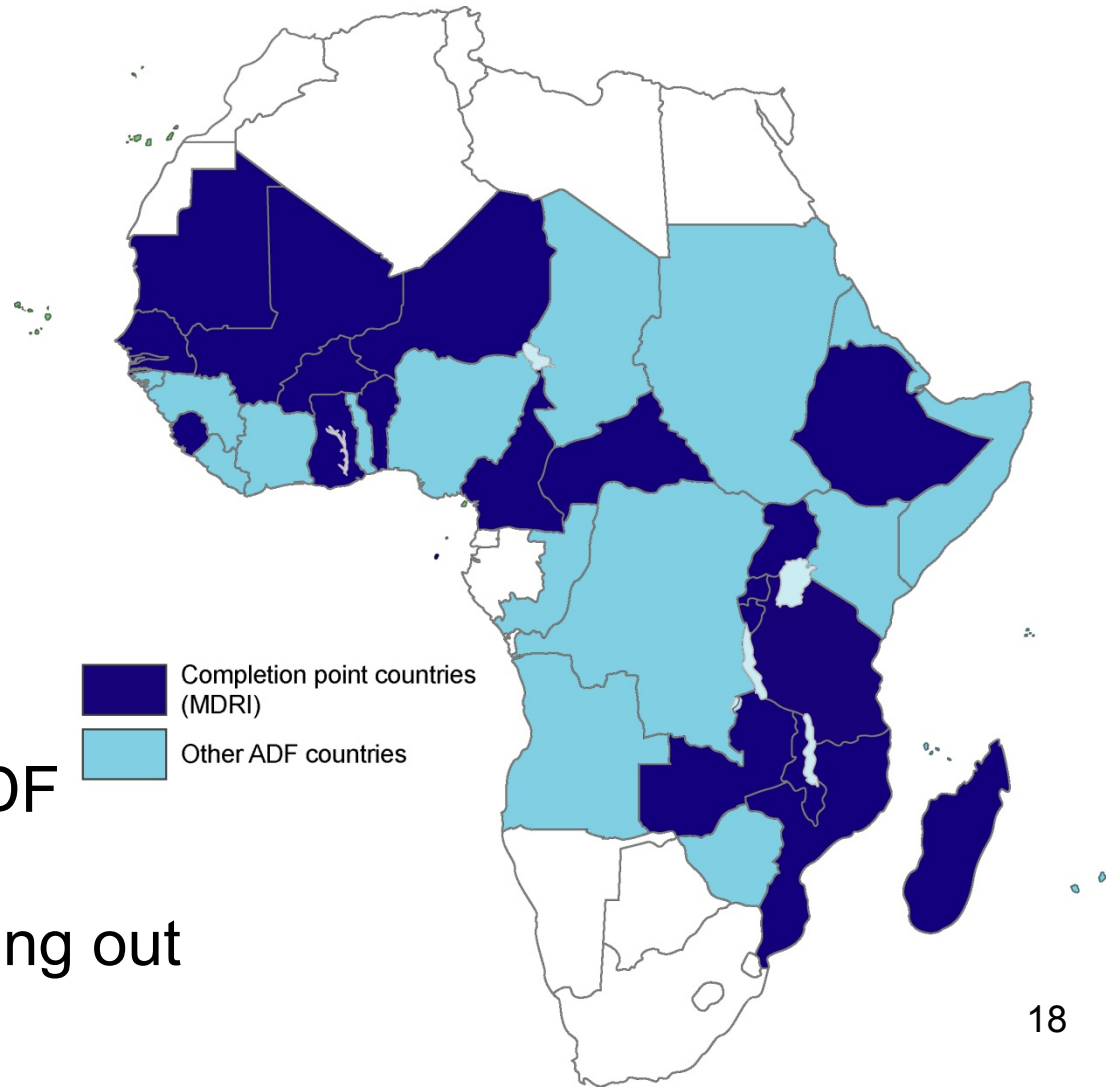 Completion point countries
(MDRI)
Other ADF countries
DF
ng out
18